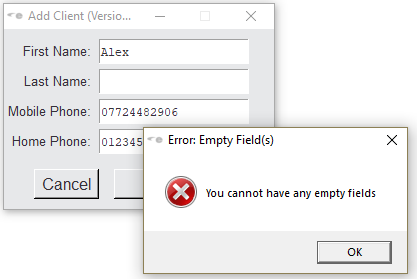 Add Client (Versio...
First Name: Alex
Last Name:
Mobile Phone: 07724482906
Home Phone: 012345
Cancel
Error: Empty Field(s)
You cannot have any empty fields
OK